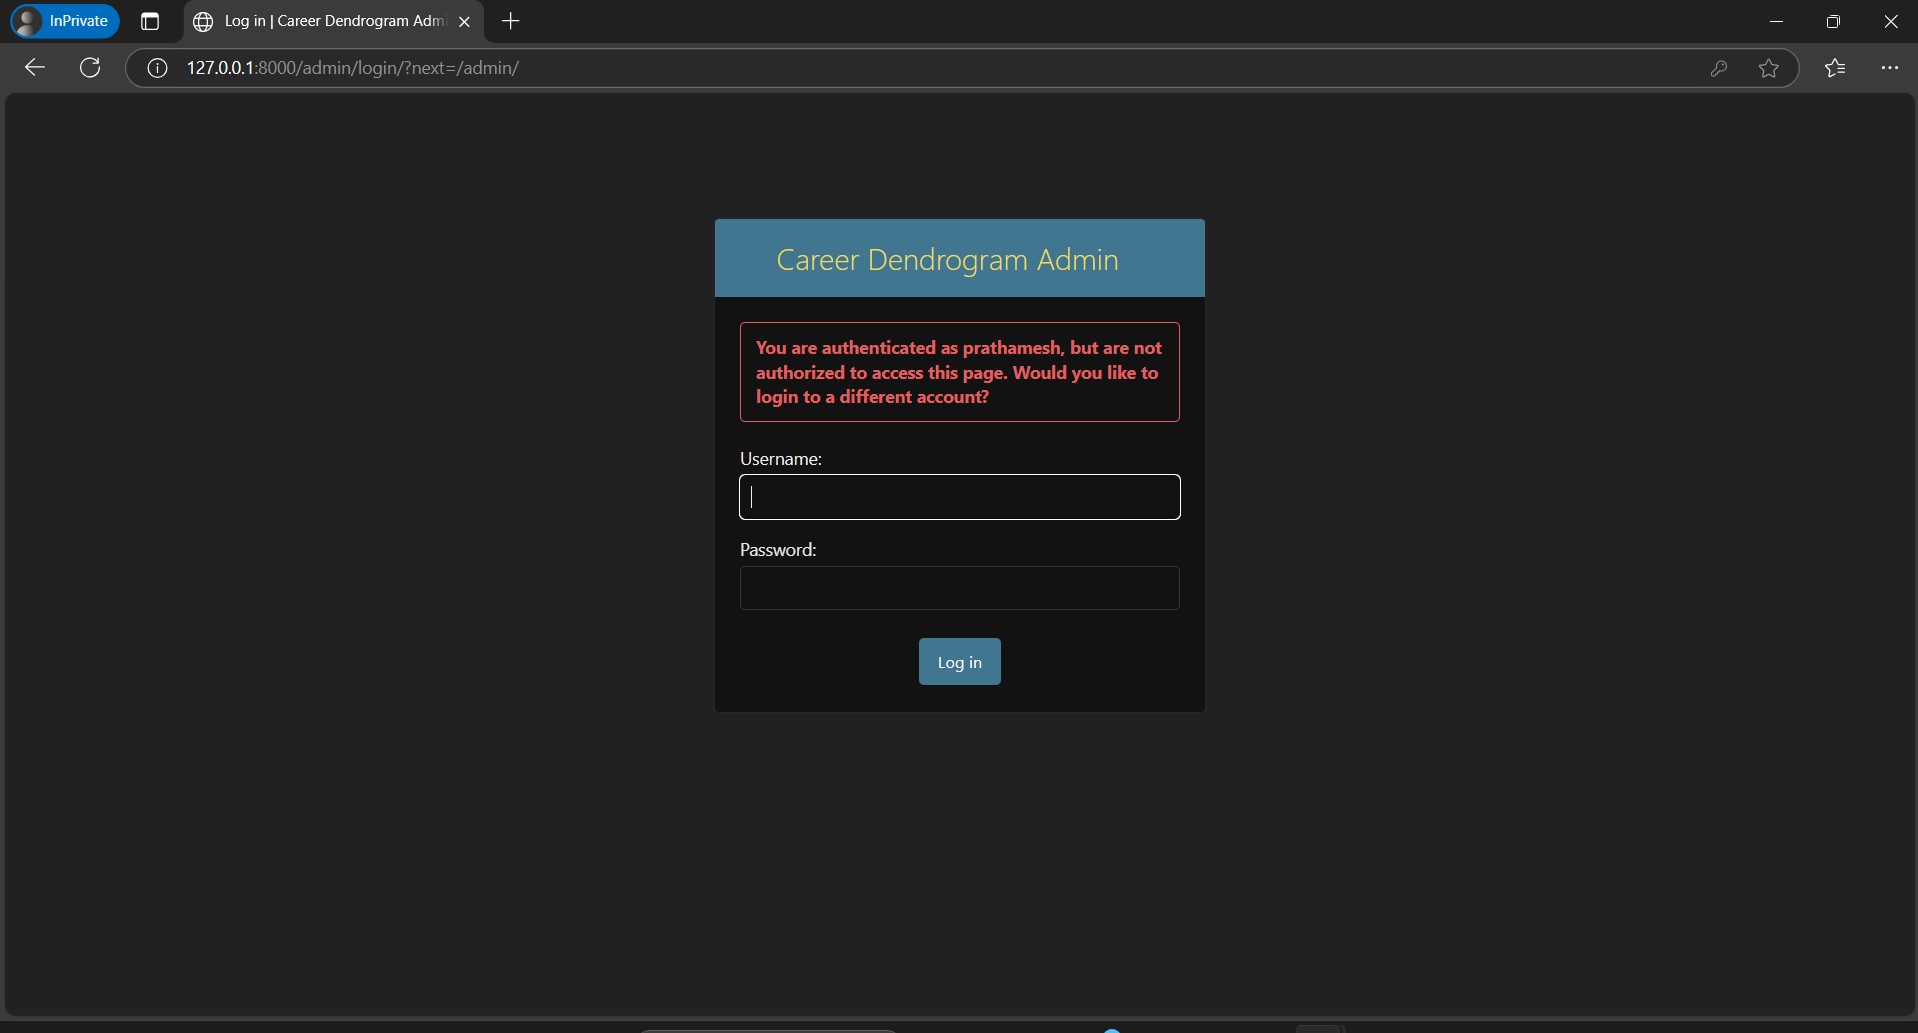 InPrivate
Log in | Career Dendrogram Adm
127.0.0.1:8000/admin/login/?next=/admin/
Career Dendrogram Admin
You are authenticated as prathamesh, but are not
authorized to access this page. Would you like to
login to a different account?
Username:
Password:
Log in